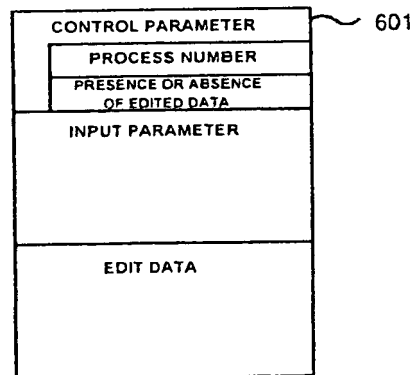 CONTROL PARAMETER
601
PROCESS NUMBER
PRESENCE OR ABSENCE
OF EDITED DATA
INPUT PARAMETER
EDIT DATA